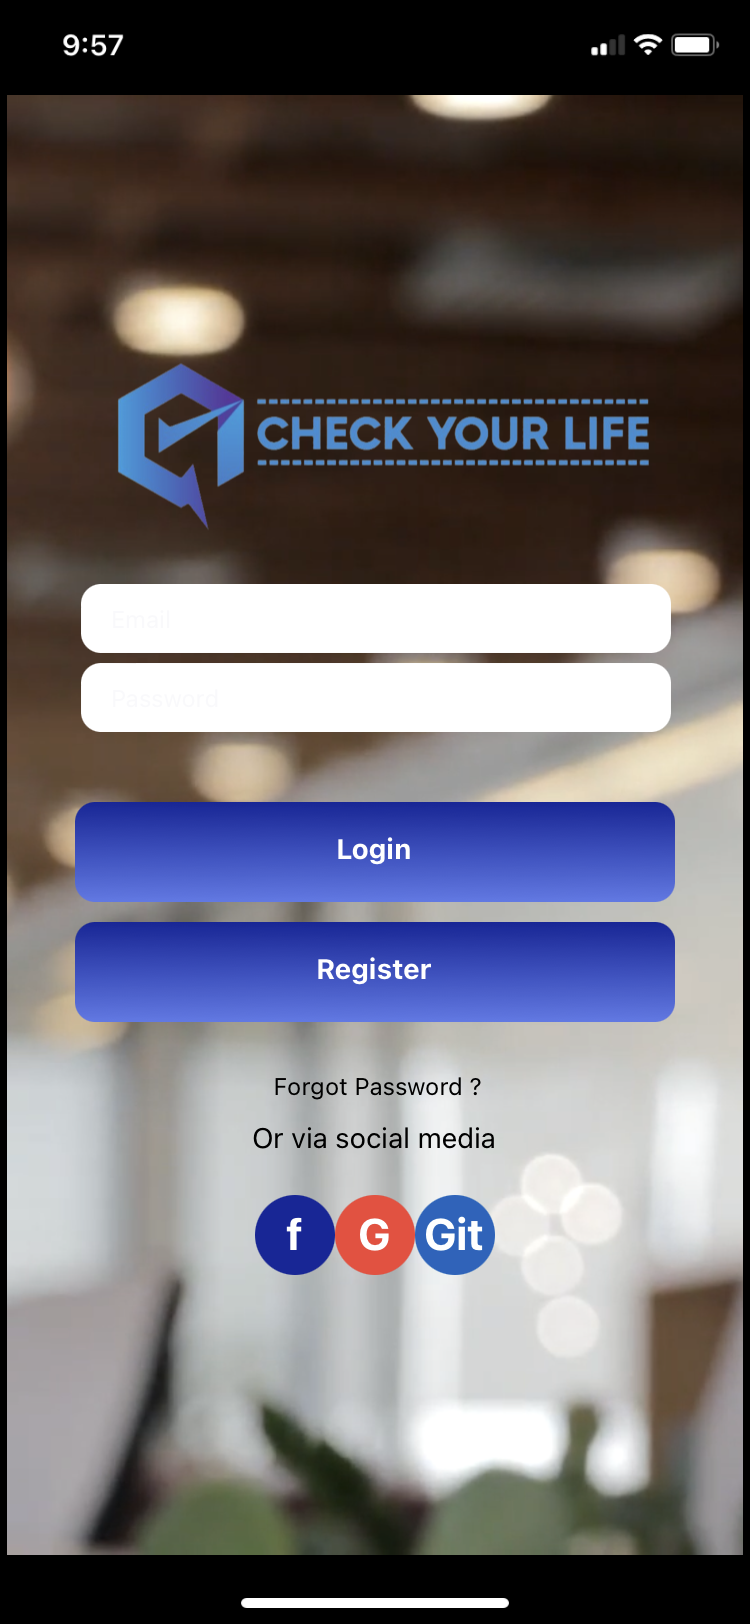 9:57
CHECK YOUR LIFE
Email
Password
Login
Register
Forgot Password ?
Or via social media
f G Git